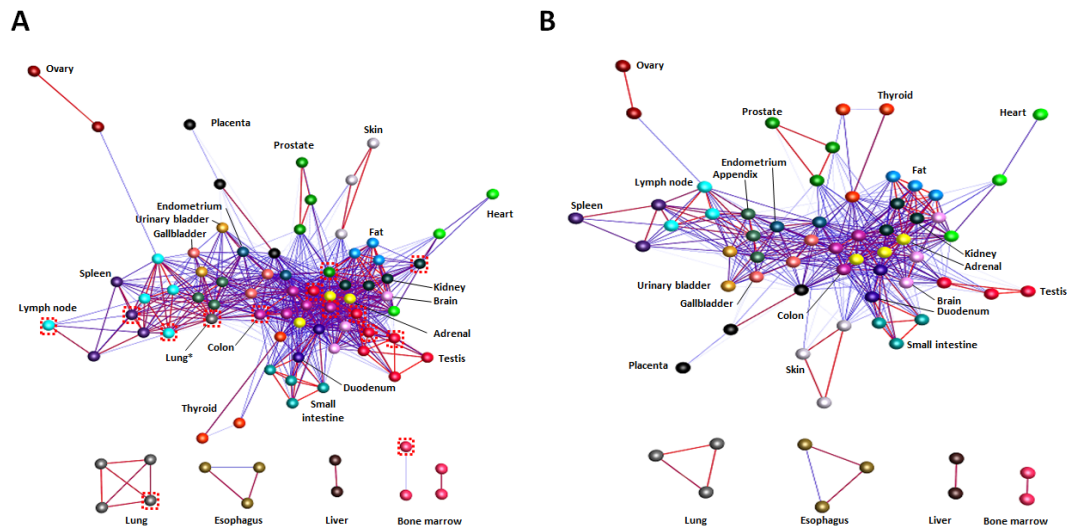 A
Ovary
Placenta
Skin
Prostate
Endometrium
Urinary bladder
Gallbladder
Heart
Fat
Spleen
Kidney
Brain
Lymph node
Adrenal
Lung*
Colon
Testis
Duodenum
Small
intestine
Thyroid
Lung
Esophagus
Liver
Bone marrow
B
Ovary
Thyroid
Prostate
Heart
Endometrium
Appendix
Fat
Lymph node
Spleen
Kidney
Adrenal
Urinary bladder
Brain
Testis
Gallbladder
Duodenum
Colon
Small intestine
Placenta
Skin
Lung
Esophagus
Liver
Bone marrow